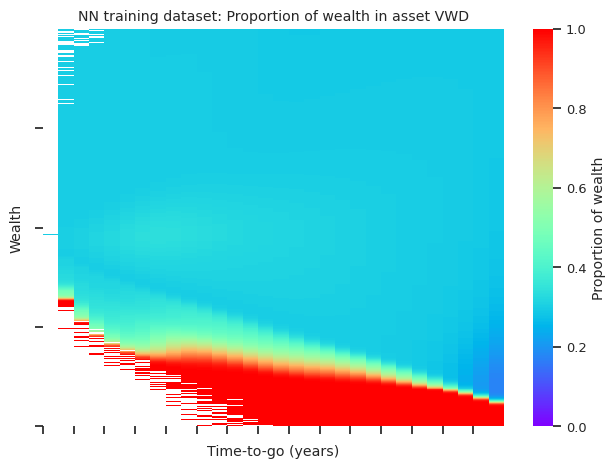 NN training dataset: Proportion of wealth in asset VWD
Wealth
Time-to-go (years)
1.0
0.8
0.6
0.4
0.2
0.0
Proportion of wealth